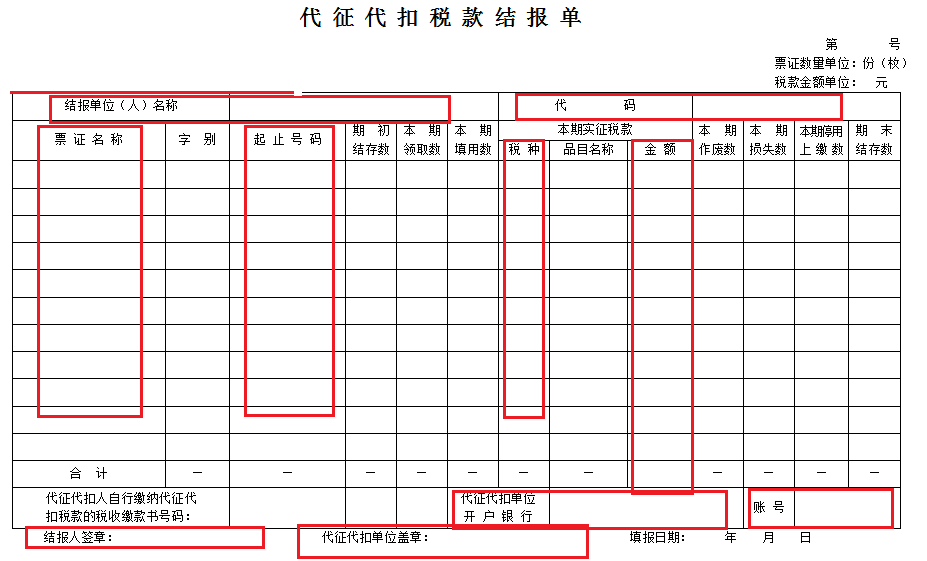 代征代扣税款结报单
第 号
票证数量单位：份（枚）
税款金额单位： 元
结报单位（人）名称 代 码
票证名称 字别 起止号码 期初结存数 本期领取数 本期填用数 本期实征税款 本期作废数 本期损失数 本期停用上缴数 期末结存数
税种 品目名称 金额
合计 — — — — — — — — — — —
代征代扣人自行缴纳代征代 代征代扣单位 账号
扣税款的税收缴款书号码： 开户银行
结报人签章： 代征代扣单位盖章： 填报日期： 年 月 日